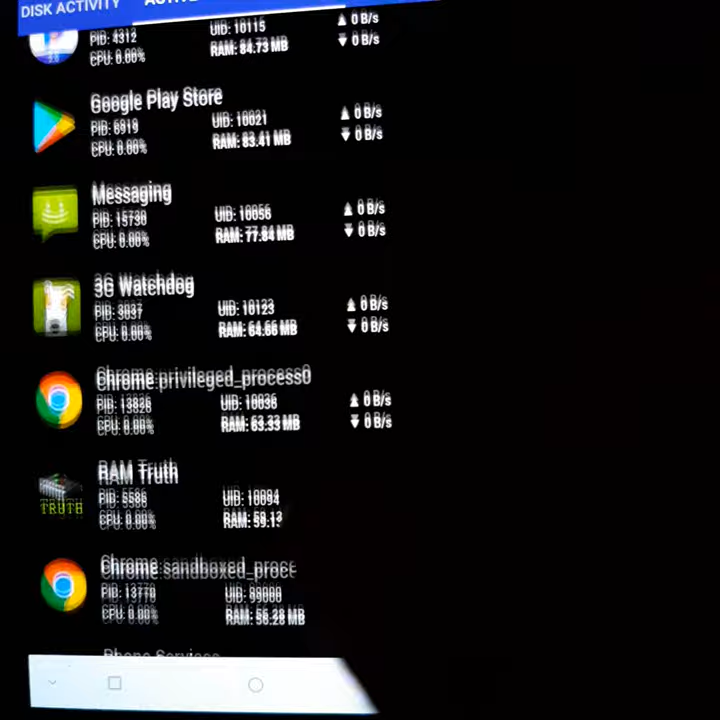 DISK ACTIVITY
PID: 4312 UID: 10115 0 B/s
CPU: 0.00% RAM: 84.73 MB 0 B/s
Google Play Store
PID: 6919 UID: 10021 0 B/s
CPU: 0.00% RAM: 83.41 MB 0 B/s
Messaging
PID: 15730 UID: 10056 0 B/s
CPU: 0.00% RAM: 77.84 MB 0 B/s
3G Watchdog
PID: 3037 UID: 10123 0 B/s
CPU: 0.00% RAM: 64.66 MB 0 B/s
Chrome:privileged_process0
PID: 13826 UID: 10036 0 B/s
CPU: 0.00% RAM: 63.33 MB 0 B/s
RAM Truth
PID: 5586 UID: 10094
TRUTH
CPU: 0.00% RAM: 59.13
Chrome:sandboxed_proce
PID: 13770 UID: 99000
CPU: 0.00% RAM: 56.28 MB
Phone Services